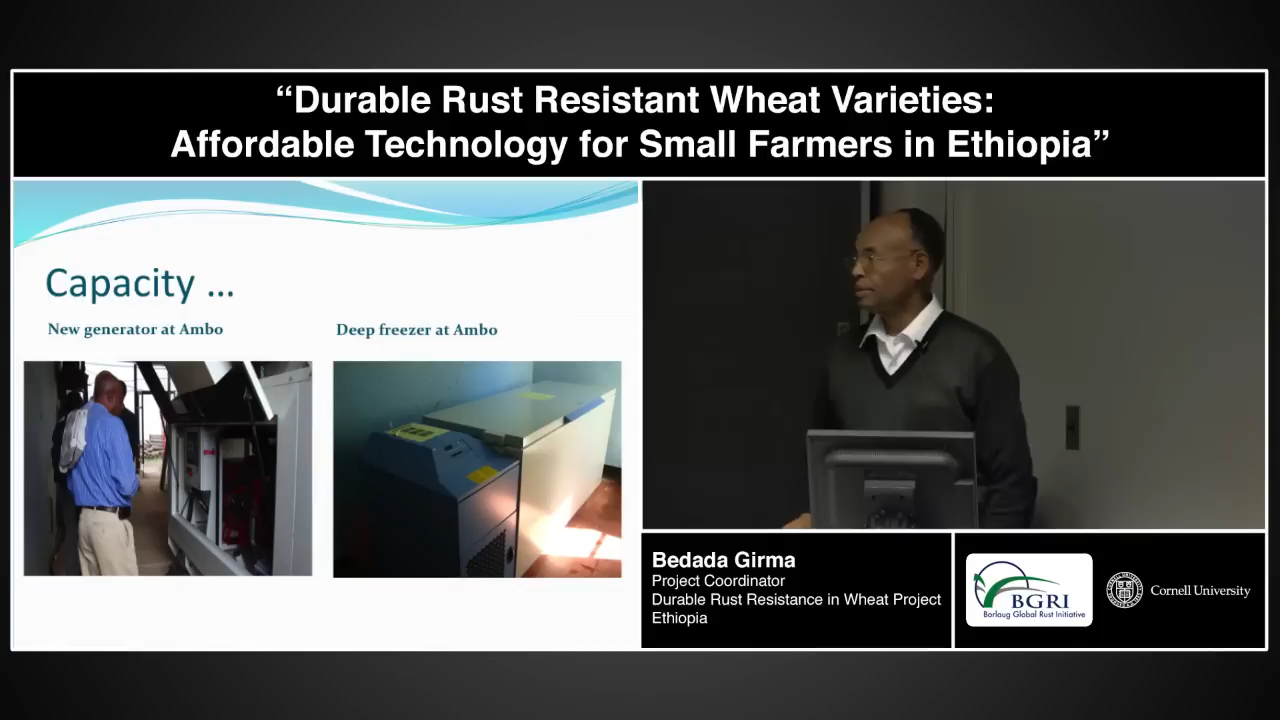 “Durable Rust Resistant Wheat Varieties:
Affordable Technology for Small Farmers in Ethiopia”
Capacity ...
New generator at Ambo
Deep freezer at Ambo
Bedada Girma
Project Coordinator
Durable Rust Resistance in Wheat Project
Ethiopia
BGRI
Borloug Global Rust Initiative
Cornell University